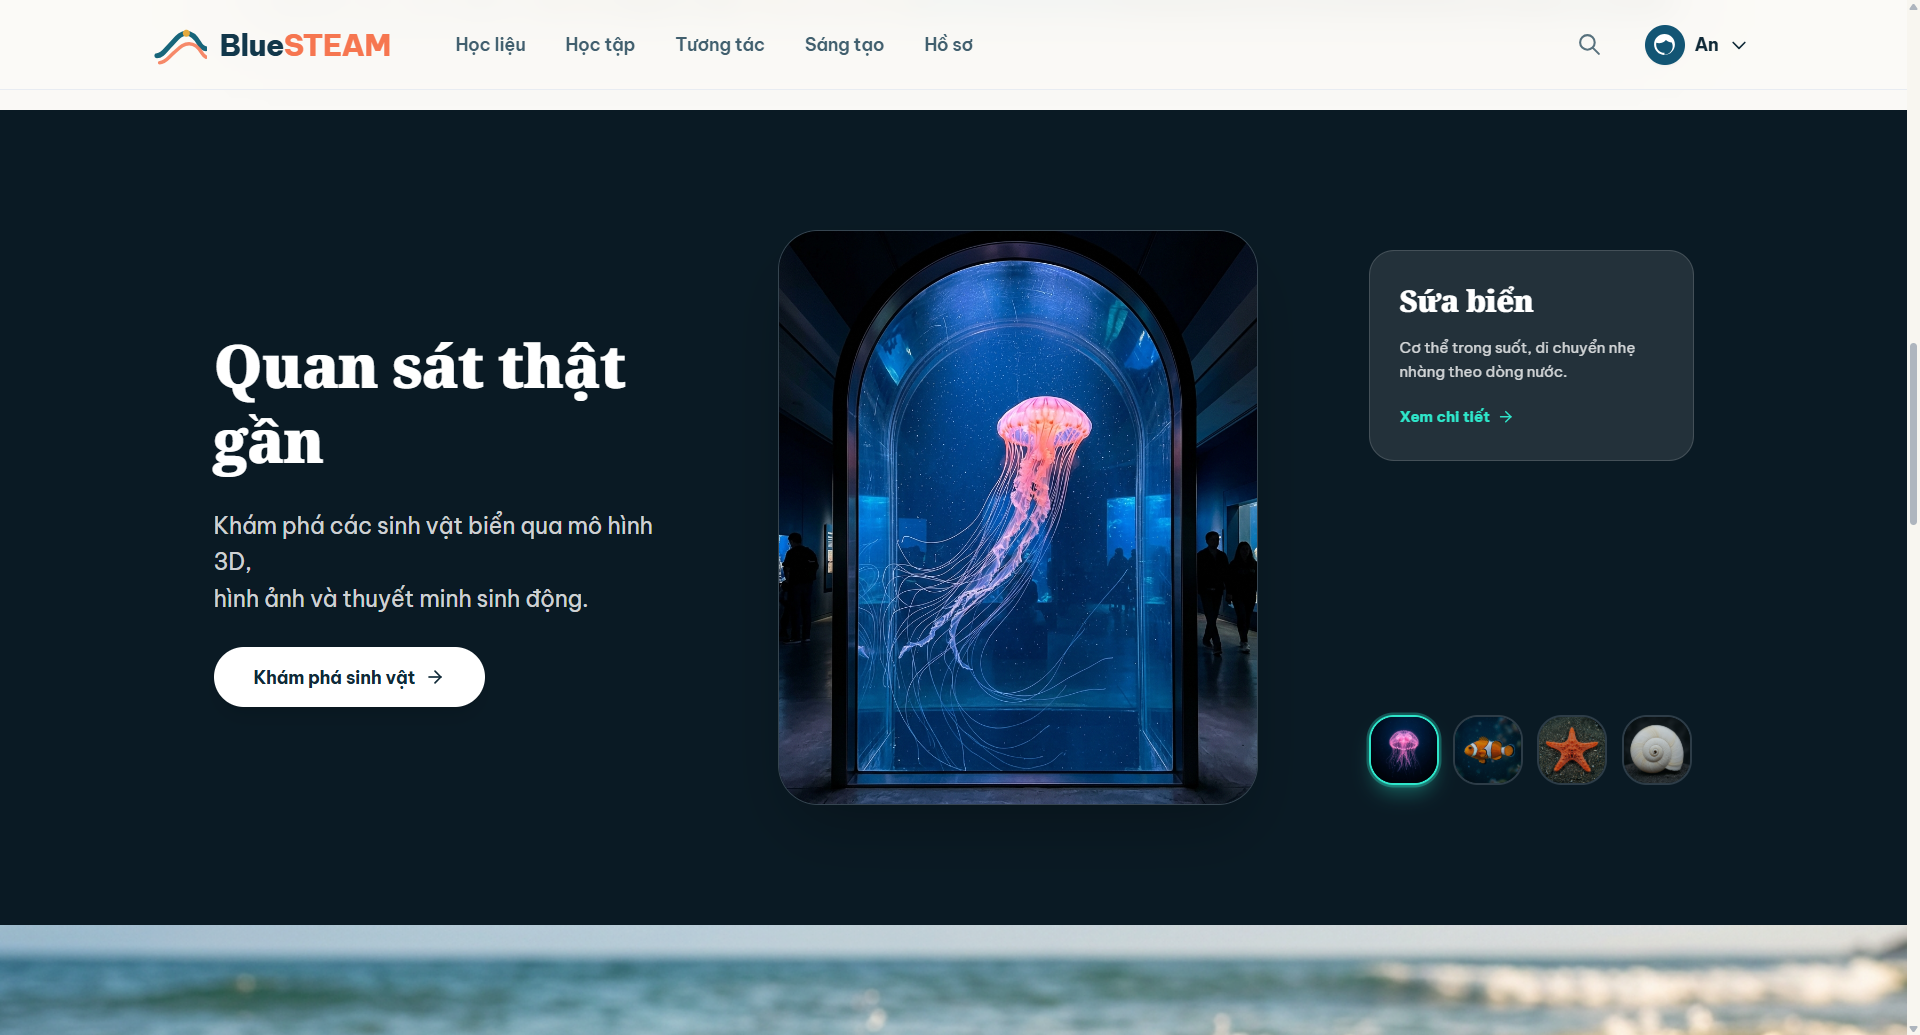 BlueSTEAM
Học liệu
Học tập
Tương tác
Sáng tạo
Hồ sơ
An
Quan sát thật
gần
Khám phá các sinh vật biển qua mô hình
3D,
hình ảnh và thuyết minh sinh động.
Khám phá sinh vật
Sứa biển
Cơ thể trong suốt, di chuyển nhẹ
nhàng theo dòng nước.
Xem chi tiết